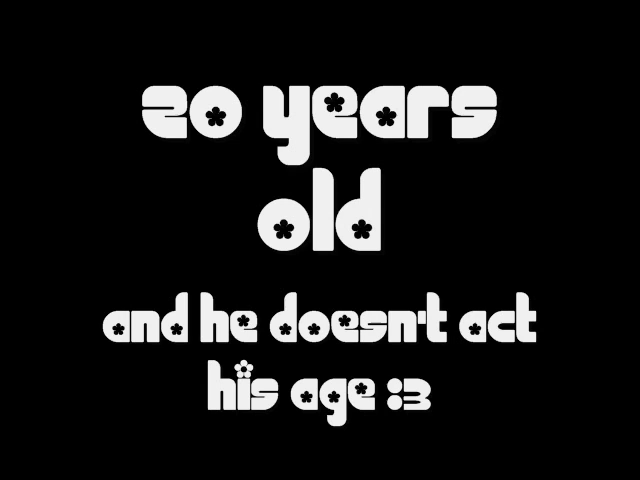 20 years
old
and he doesn't act
his age :3